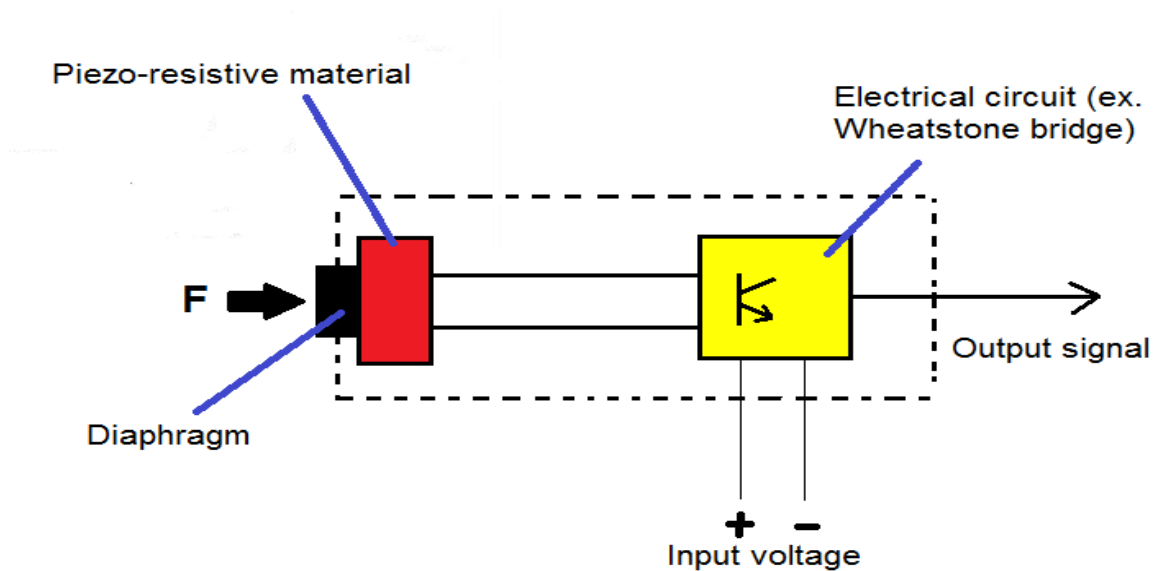 Piezo-resistive material
Electrical circuit (ex.
Wheatstone bridge)
F
Output signal
Diaphragm
+ −
Input voltage